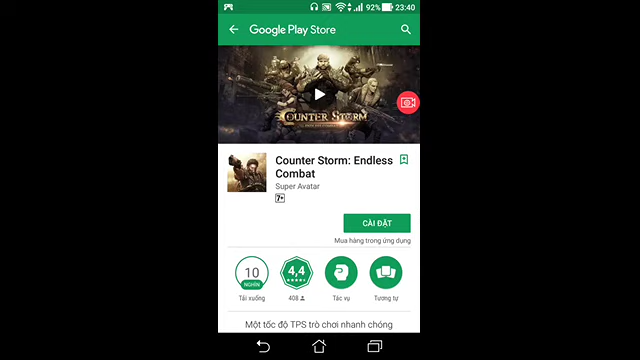 92% 23:40
Google Play Store
COUNTER STORM
Counter Storm: Endless
Combat
Super Avatar
7+
CÀI ĐẶT
Mua hàng trong ứng dụng
10
NGHÌN
4,4
Tải xuống
408
Tác vụ
Tương tự
Một tốc độ TPS trò chơi nhanh chóng